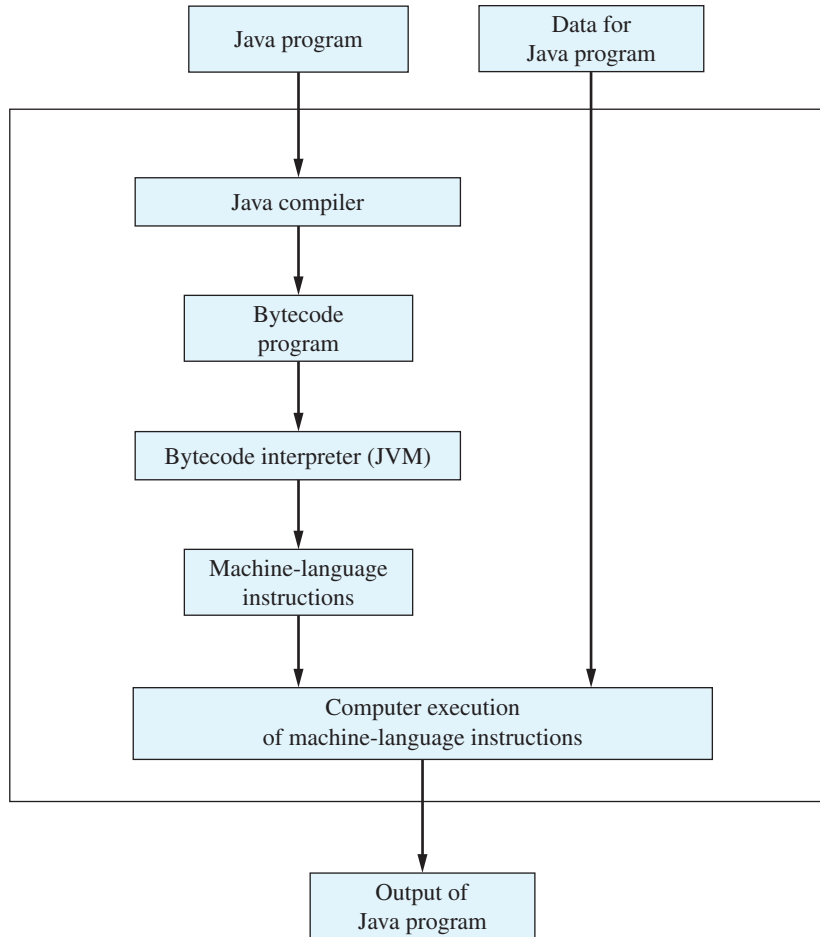 Java program
Data for
Java program
Java compiler
Bytecode
program
Bytecode interpreter (JVM)
Machine-language
instructions
Computer execution
of machine-language instructions
Output of
Java program